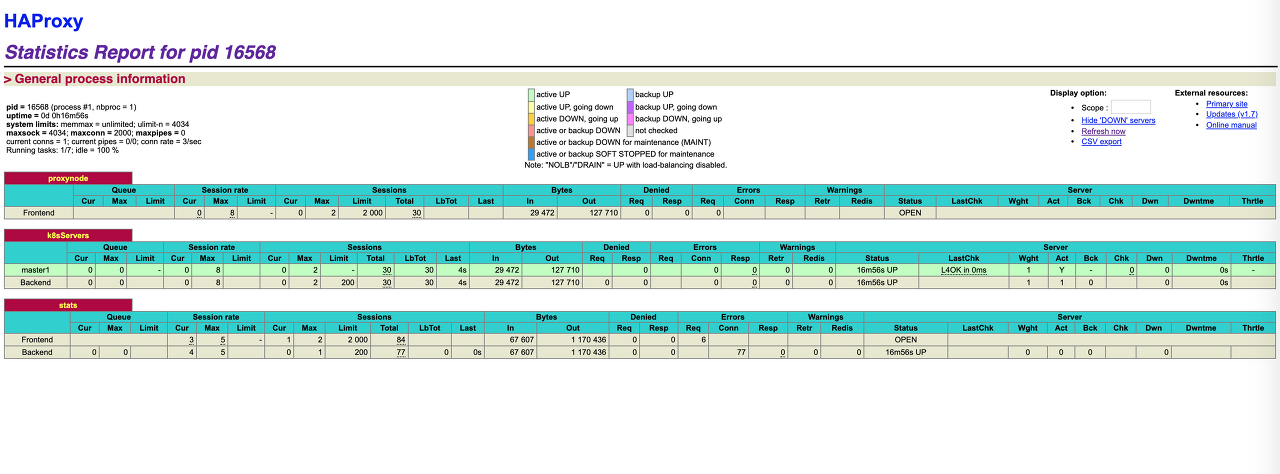 HAProxy
Statistics Report for pid 16568
> General process information
pid = 16568 (process #1, nbproc = 1)
uptime = 0d 0h16m56s
system limits: memmax = unlimited; ulimit-n = 4034
maxsock = 4034; maxconn = 2000; maxpipes = 0
current conns = 1; current pipes = 0/0; conn rate = 3/sec
Running tasks: 1/7; idle = 100 %
active UP backup UP
active UP, going down backup UP, going down
active DOWN, going up backup DOWN, going up
active or backup DOWN not checked
active or backup DOWN for maintenance (MAINT)
active or backup SOFT STOPPED for maintenance
Note: "NOLB"/"DRAIN" = UP with load-balancing disabled.
Display option:
• Scope :
• Hide 'DOWN' servers
• Refresh now
• CSV export
External resources:
• Primary site
• Updates (v1.7)
• Online manual
proxynode
Queue Session rate Sessions Bytes Denied Errors Warnings Server
Cur Max Limit Cur Max Limit Cur Max Limit Total LbTot Last In Out Req Resp Req Conn Resp Retr Redis Status LastChk Wght Act Bck Chk Dwn Dwntme Thrtle
Frontend 0 8 - 0 2 2 000 30 29 472 127 710 0 0 0 OPEN
k8sServers
Queue Session rate Sessions Bytes Denied Errors Warnings Server
Cur Max Limit Cur Max Limit Cur Max Limit Total LbTot Last In Out Req Resp Req Conn Resp Retr Redis Status LastChk Wght Act Bck Chk Dwn Dwntme Thrtle
master1 0 0 - 0 8 0 2 - 30 30 4s 29 472 127 710 0 0 0 0 0 16m56s UP L4OK in 0ms 1 Y - 0 0 0s -
Backend 0 0 0 8 0 2 200 30 30 4s 29 472 127 710 0 0 0 0 0 0 16m56s UP 1 1 0 0 0s
stats
Queue Session rate Sessions Bytes Denied Errors Warnings Server
Cur Max Limit Cur Max Limit Cur Max Limit Total LbTot Last In Out Req Resp Req Conn Resp Retr Redis Status LastChk Wght Act Bck Chk Dwn Dwntme Thrtle
Frontend 3 5 - 1 2 2 000 84 67 607 1 170 436 0 0 6 OPEN
Backend 0 0 4 5 0 1 200 77 0 0s 67 607 1 170 436 0 0 77 0 0 0 16m56s UP 0 0 0 0